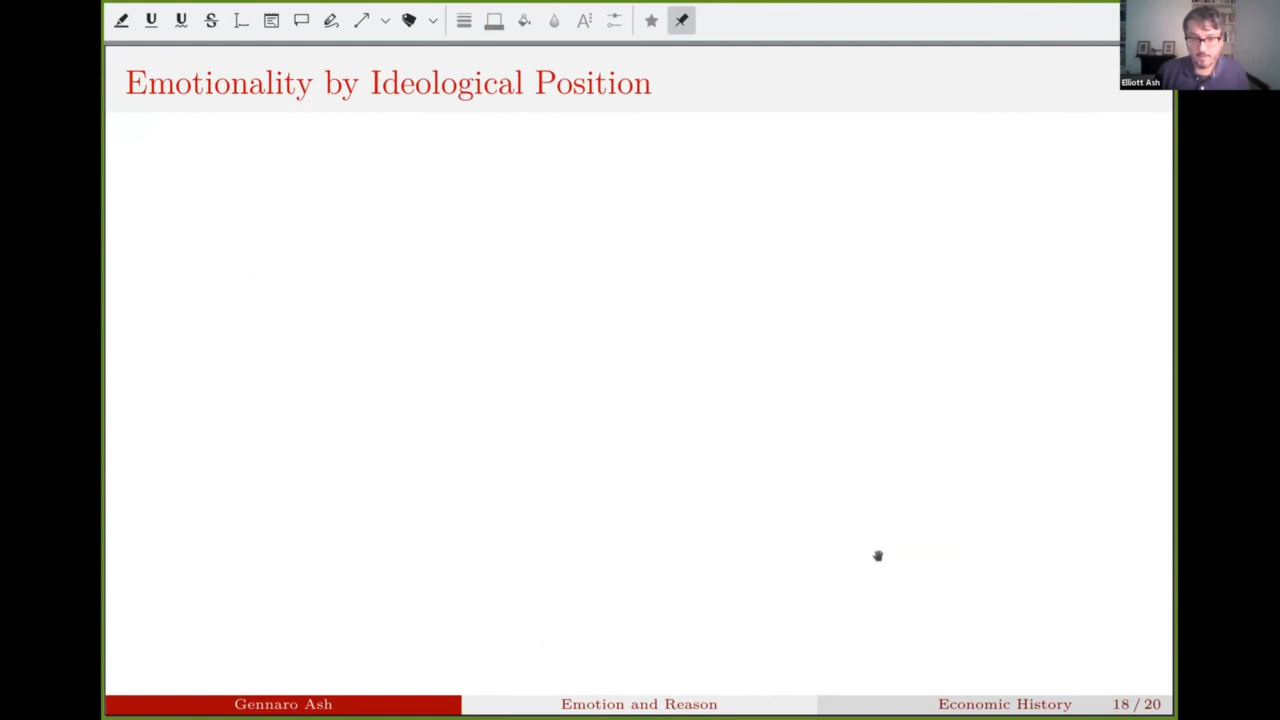 Elliott Ash
Emotionality by Ideological Position
Gennaro Ash
Emotion and Reason
Economic History
18 / 20